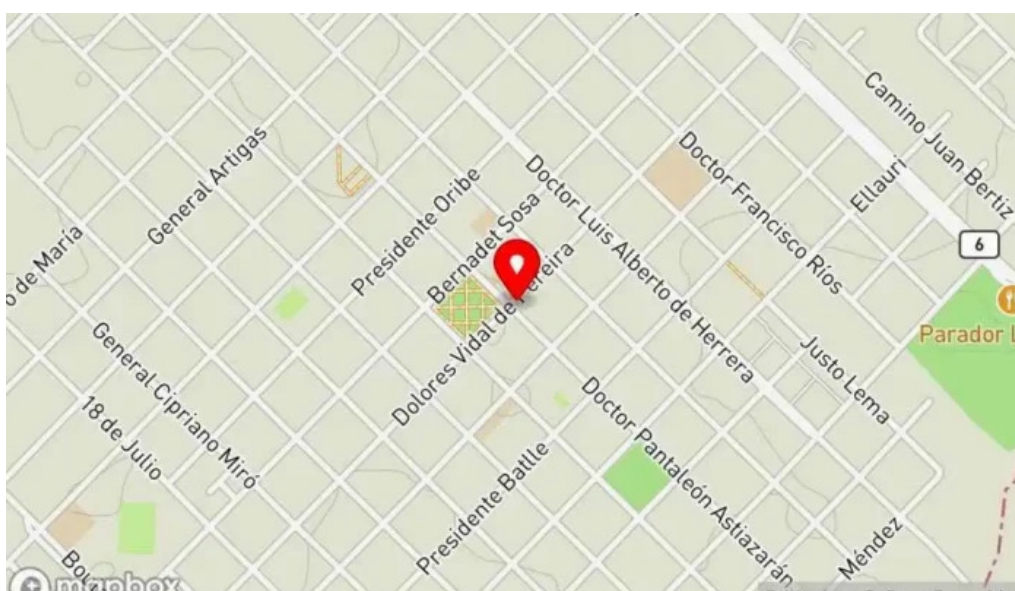 Camino Juan Bertiz
General Artigas
Doctor Francisco Ríos
Ellauri
Presidente Oribe
Doctor Luis Alberto de Herrera
Bernadet Sosa
6
o de María
Dolores Vidal de Pereira
Parador L
General Cipriano Miró
Justo Lema
18 de Julio
Doctor Pantaleón Astiazarán
Presidente Batlle
Méndez
mapbox